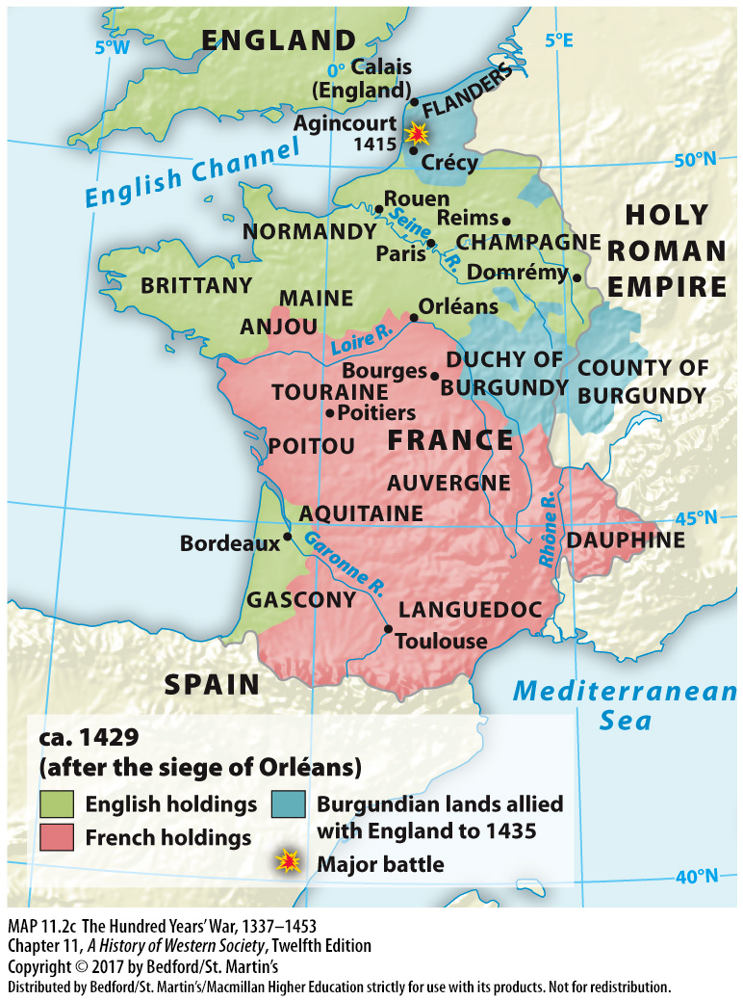 ENGLAND
5°W
5°E
0°
Calais
(England)
FLANDERS
Agincourt
1415
Crécy
English Channel
50°N
Rouen
Seine R.
Reims
NORMANDY
CHAMPAGNE
Paris
HOLY
ROMAN
EMPIRE
Domrémy
BRITTANY
MAINE
Orléans
ANJOU
Loire R.
DUCHY OF
BURGUNDY
COUNTY OF
BURGUNDY
Bourges
TOURAINE
Poitiers
POITOU
FRANCE
AUVERGNE
AQUITAINE
45°N
Rhône R.
Bordeaux
Garonne R.
DAUPHINE
GASCONY
LANGUEDOC
Toulouse
SPAIN
Mediterranean
Sea
ca. 1429
(after the siege of Orléans)
English holdings
French holdings
Burgundian lands allied
with England to 1435
Major battle
40°N
MAP 11.2c The Hundred Years' War, 1337–1453
Chapter 11, A History of Western Society, Twelfth Edition
Copyright © 2017 by Bedford/St. Martin's
Distributed by Bedford/St. Martin's/Macmillan Higher Education strictly for use with its products. Not for redistribution.